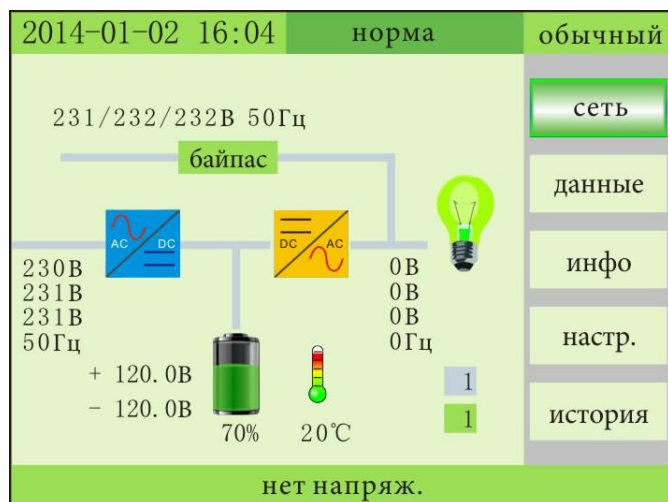 2014-01-02 16:04 норма обычный
231/232/232В 50Гц
сеть
байпас
данные
AC DC
DC AC
230В
231В
231В
50Гц
0В
0В
0В
0Гц
инфо
настр.
+ 120.0В
- 120.0В
70%
20℃
1
1
история
нет напряж.